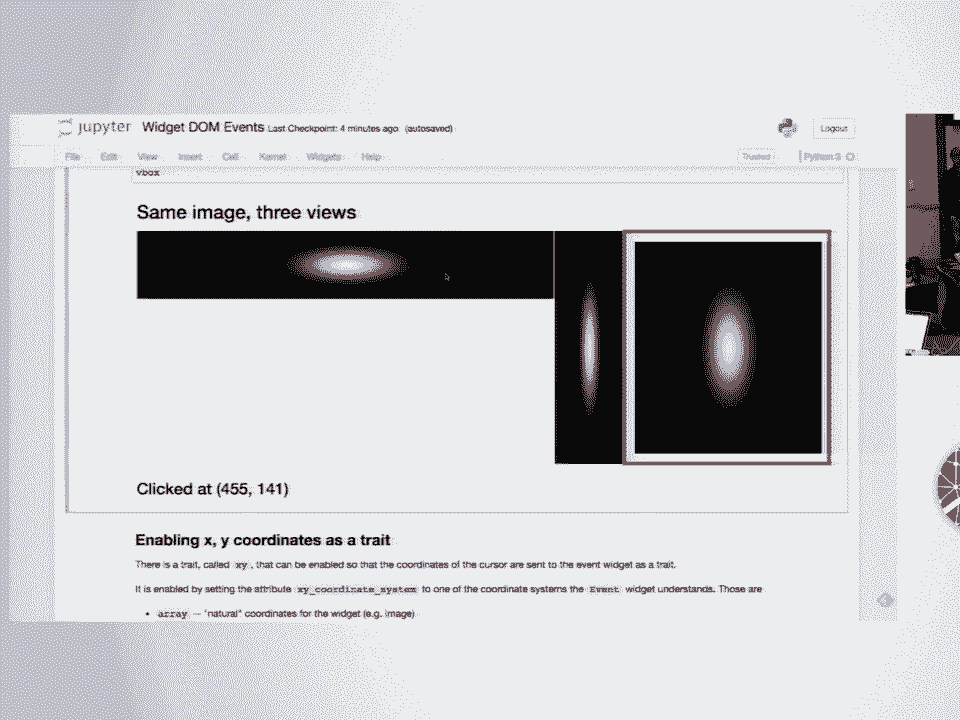 jupyter Widget DOM Events Last Checkpoint: 4 minutes ago (autosaved)
Logout
File Edit View Insert Cell Kernel Widgets Help
Trusted
Python 3
vbox
Same image, three views
Clicked at (455, 141)
Enabling x, y coordinates as a trait
There is a trait, called xy, that can be enabled so that the coordinates of the cursor are sent to the event widget as a trait.
It is enabled by setting the attribute xy_coordinate_system to one of the coordinate systems the Event widget understands. Those are
• array — "natural" coordinates for the widget (e.g. image)